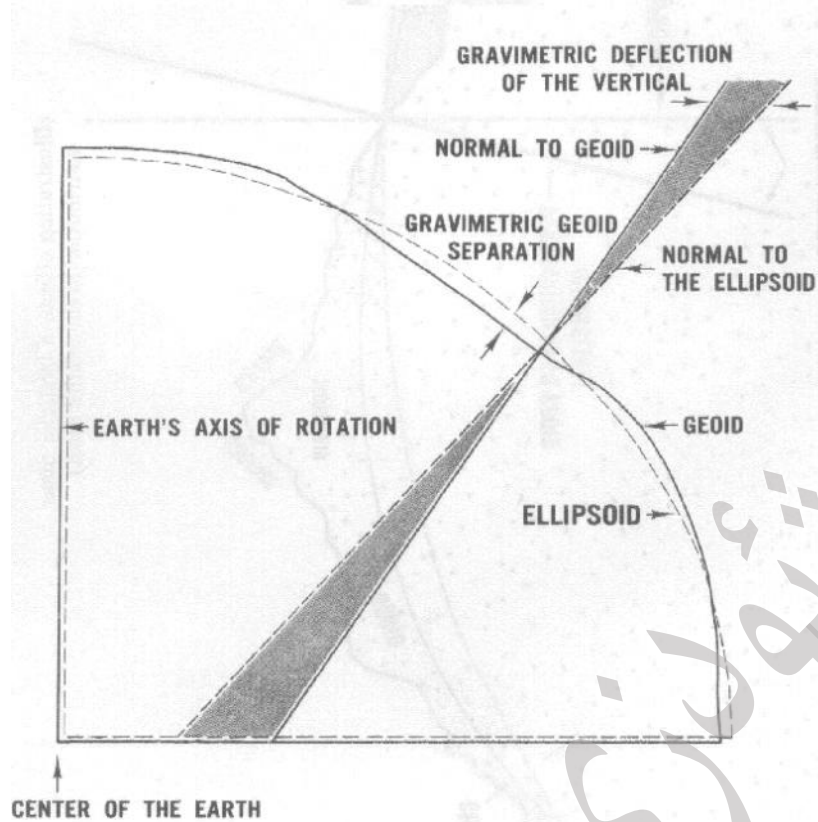 GRAVIMETRIC DEFLECTION
OF THE VERTICAL
NORMAL TO GEOID
GRAVIMETRIC GEOID
SEPARATION
NORMAL TO
THE ELLIPSOID
EARTH'S AXIS OF ROTATION
GEOID
ELLIPSOID
CENTER OF THE EARTH